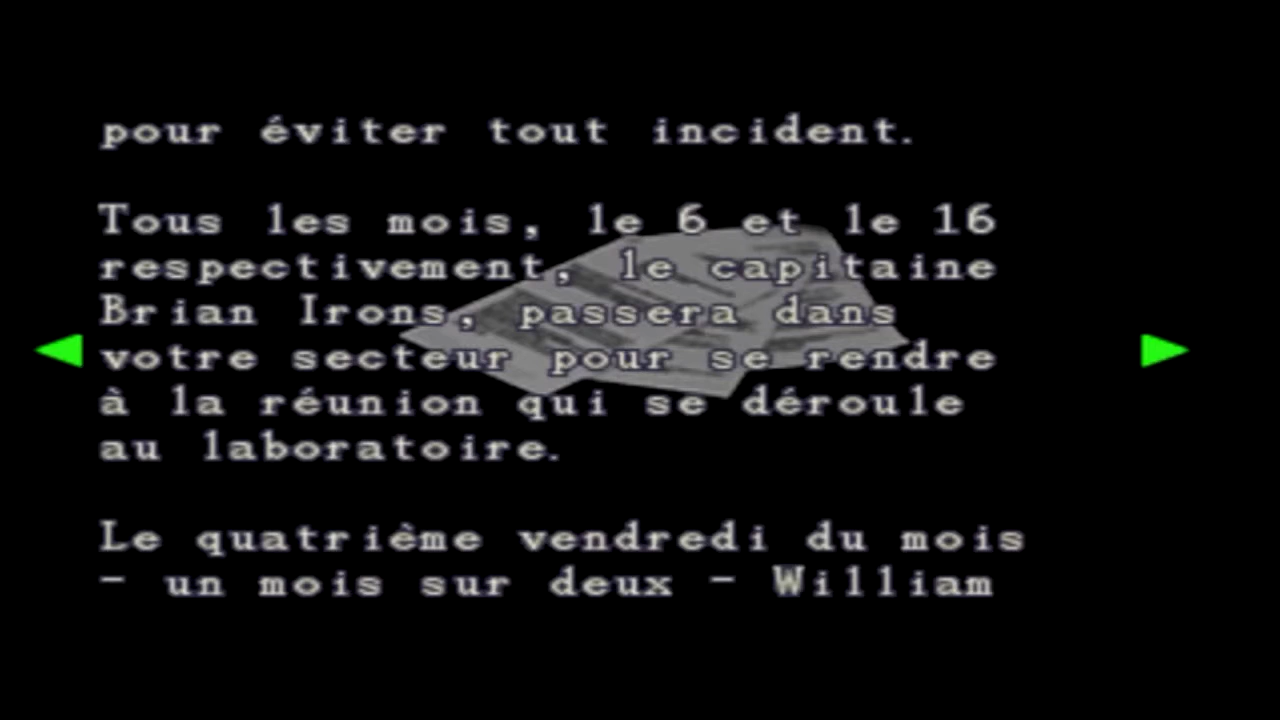 pour éviter tout incident.
Tous les mois, le 6 et le 16
respectivement, le capitaine
Brian Irons, passera dans
votre secteur pour se rendre
à la réunion qui se déroule
au laboratoire.
Le quatrième vendredi du mois
- un mois sur deux - William